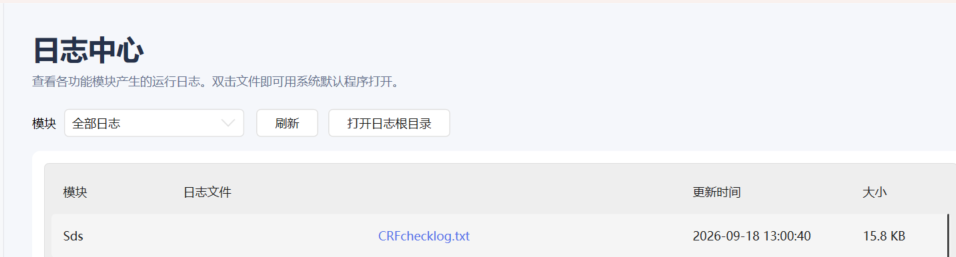 日志中心
查看各功能模块产生的运行日志。双击文件即可用系统默认程序打开。
模块 全部日志 刷新 打开日志根目录
模块 日志文件 更新时间 大小
Sds CRFchecklog.txt 2026-09-18 13:00:40 15.8 KB